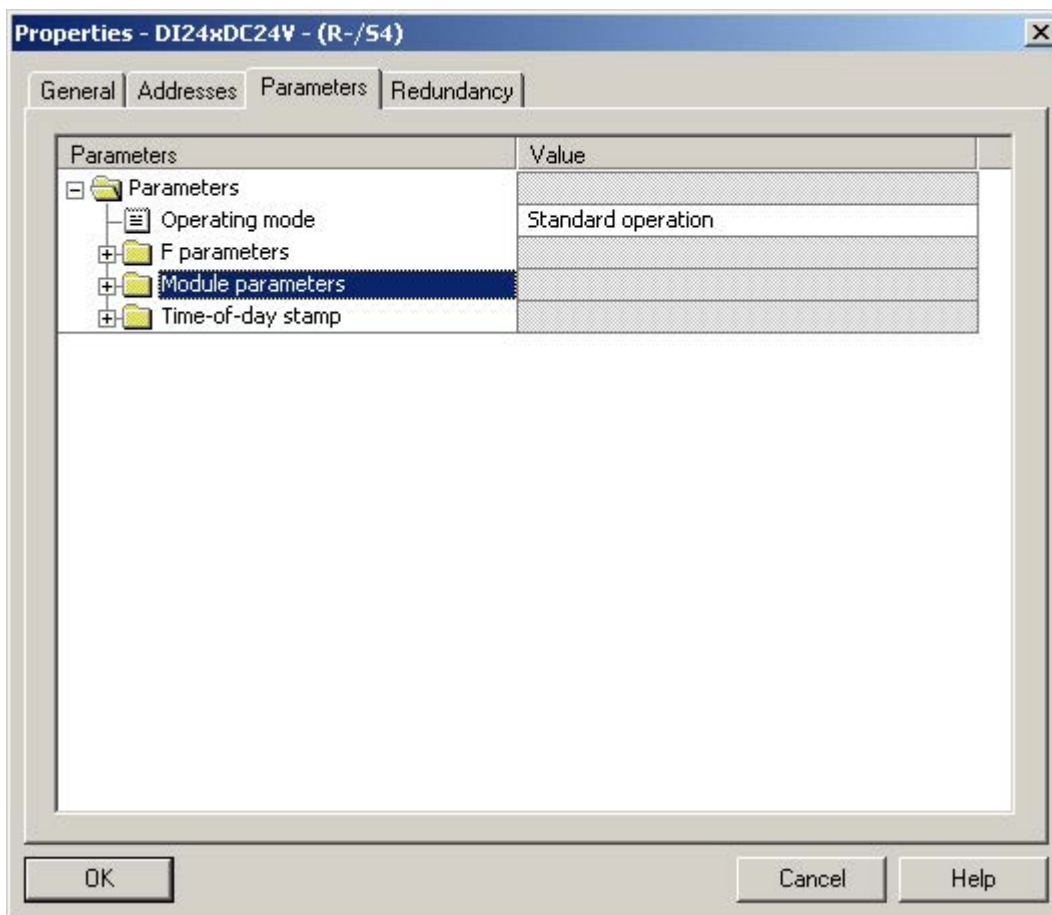 Properties - DI24xDC24V - (R-/S4)
General Addresses Parameters Redundancy
Parameters Value
Parameters
Operating mode Standard operation
F parameters
Module parameters
Time-of-day stamp
OK Cancel Help